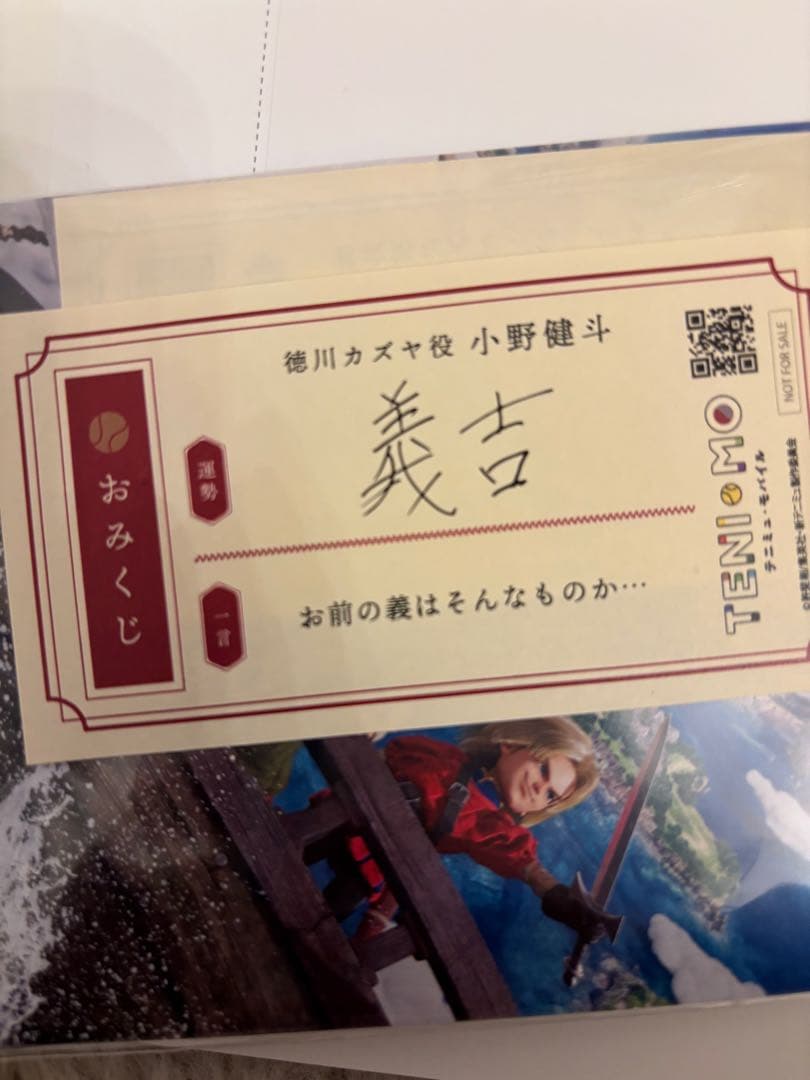 おみくじ
徳川カズヤ役 小野健斗
運勢
義吉
一言
お前の義はそんなものか…
TENI MO
テニミュ・モバイル
NOT FOR SALE